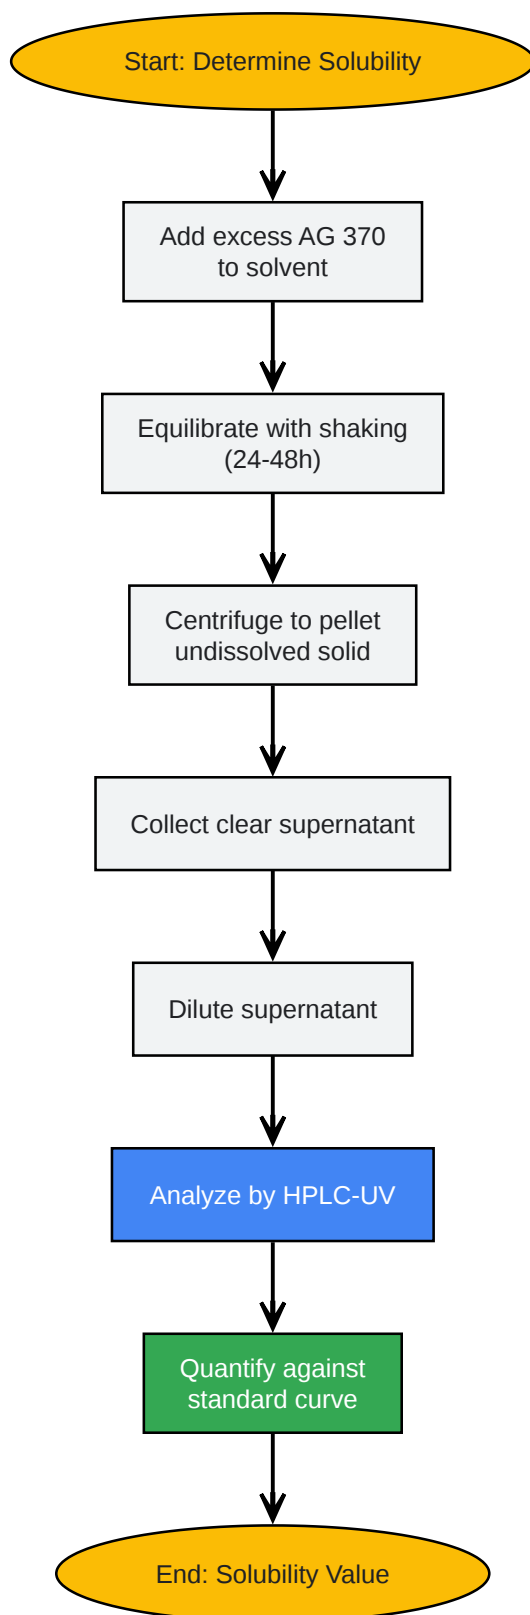 Start: Determine Solubility
Add excess AG 370
to solvent
Equilibrate with shaking
(24-48h)
Centrifuge to pellet
undissolved solid
Collect clear supernatant
Dilute supernatant
Analyze by HPLC-UV
Quantify against
standard curve
End: Solubility Value